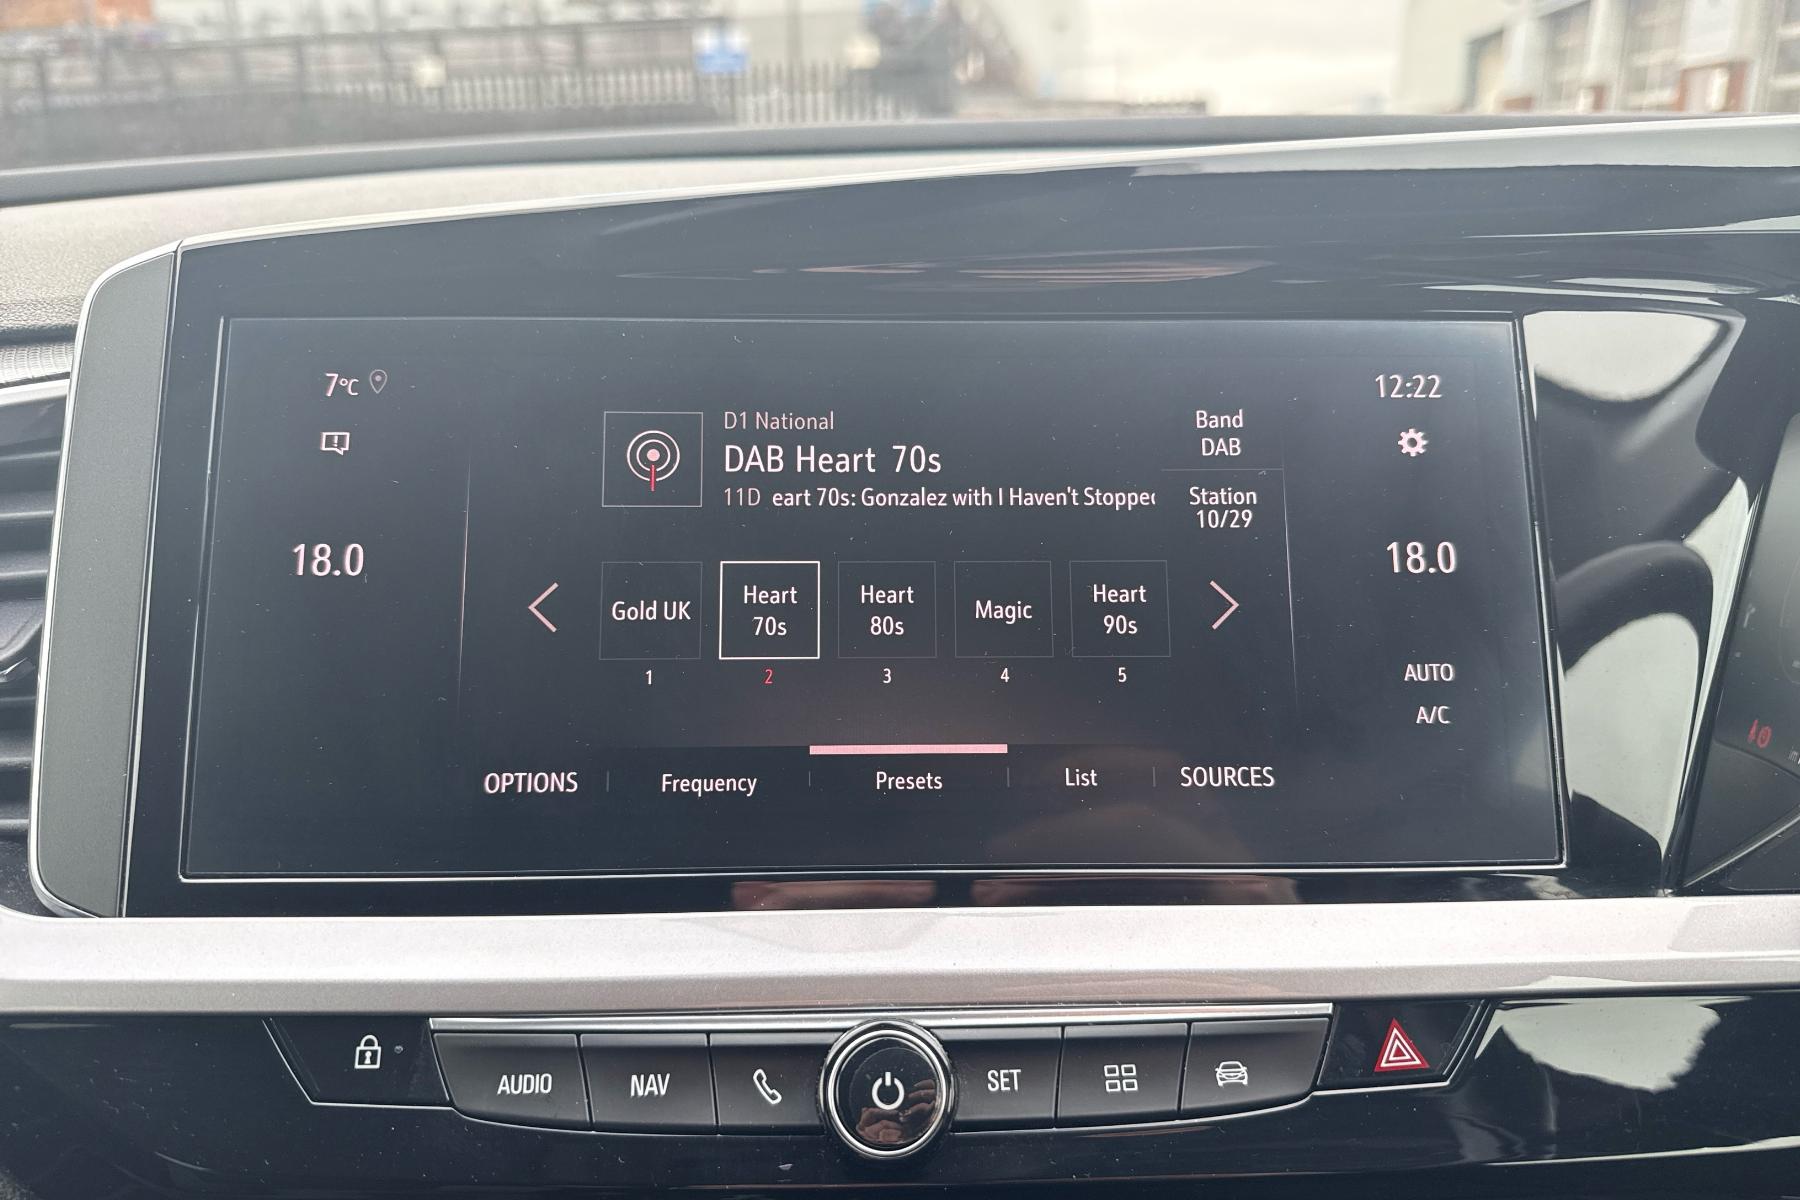 7°C
12:22
D1 National
DAB Heart 70s
11D eart 70s: Gonzalez with I Haven't Stopped
Band
DAB
Station
10/29
18.0
18.0
Gold UK
Heart
70s
Heart
80s
Magic
Heart
90s
1
2
3
4
5
AUTO
A/C
OPTIONS
Frequency
Presets
List
SOURCES
AUDIO
NAV
SET